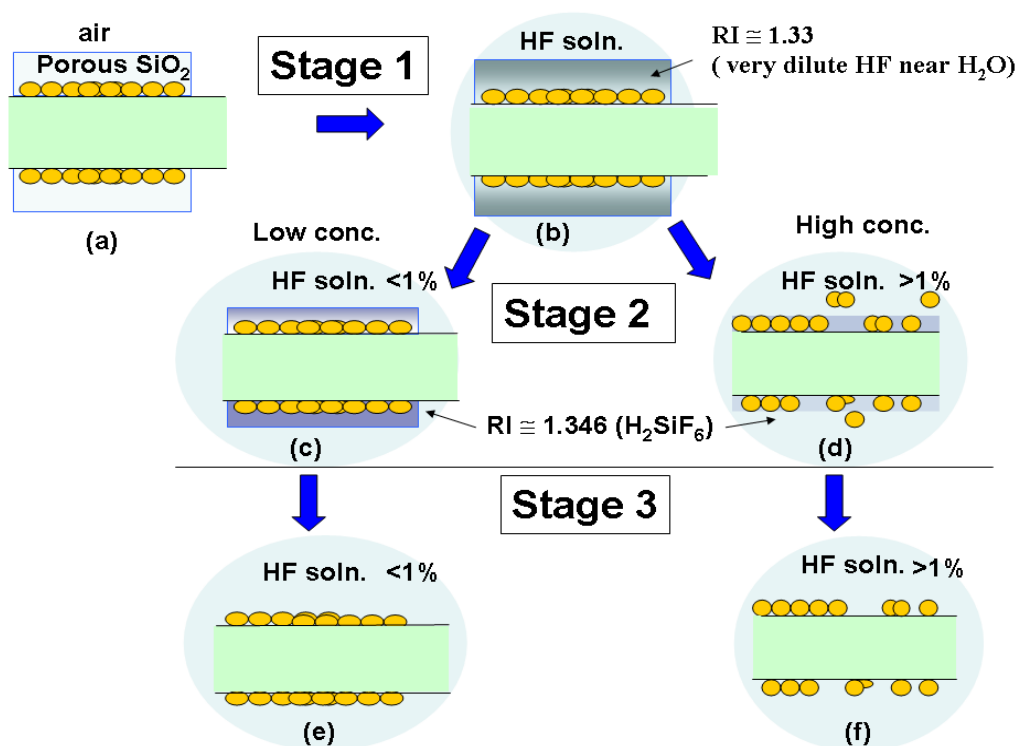 air
Porous SiO₂
(a)
Stage 1
HF soln.
RI ≅ 1.33
( very dilute HF near H₂O)
(b)
Low conc.
High conc.
HF soln. <1%
Stage 2
HF soln. >1%
RI ≅ 1.346 (H₂SiF₆)
(c)
(d)
Stage 3
HF soln. <1%
HF soln. >1%
(e)
(f)